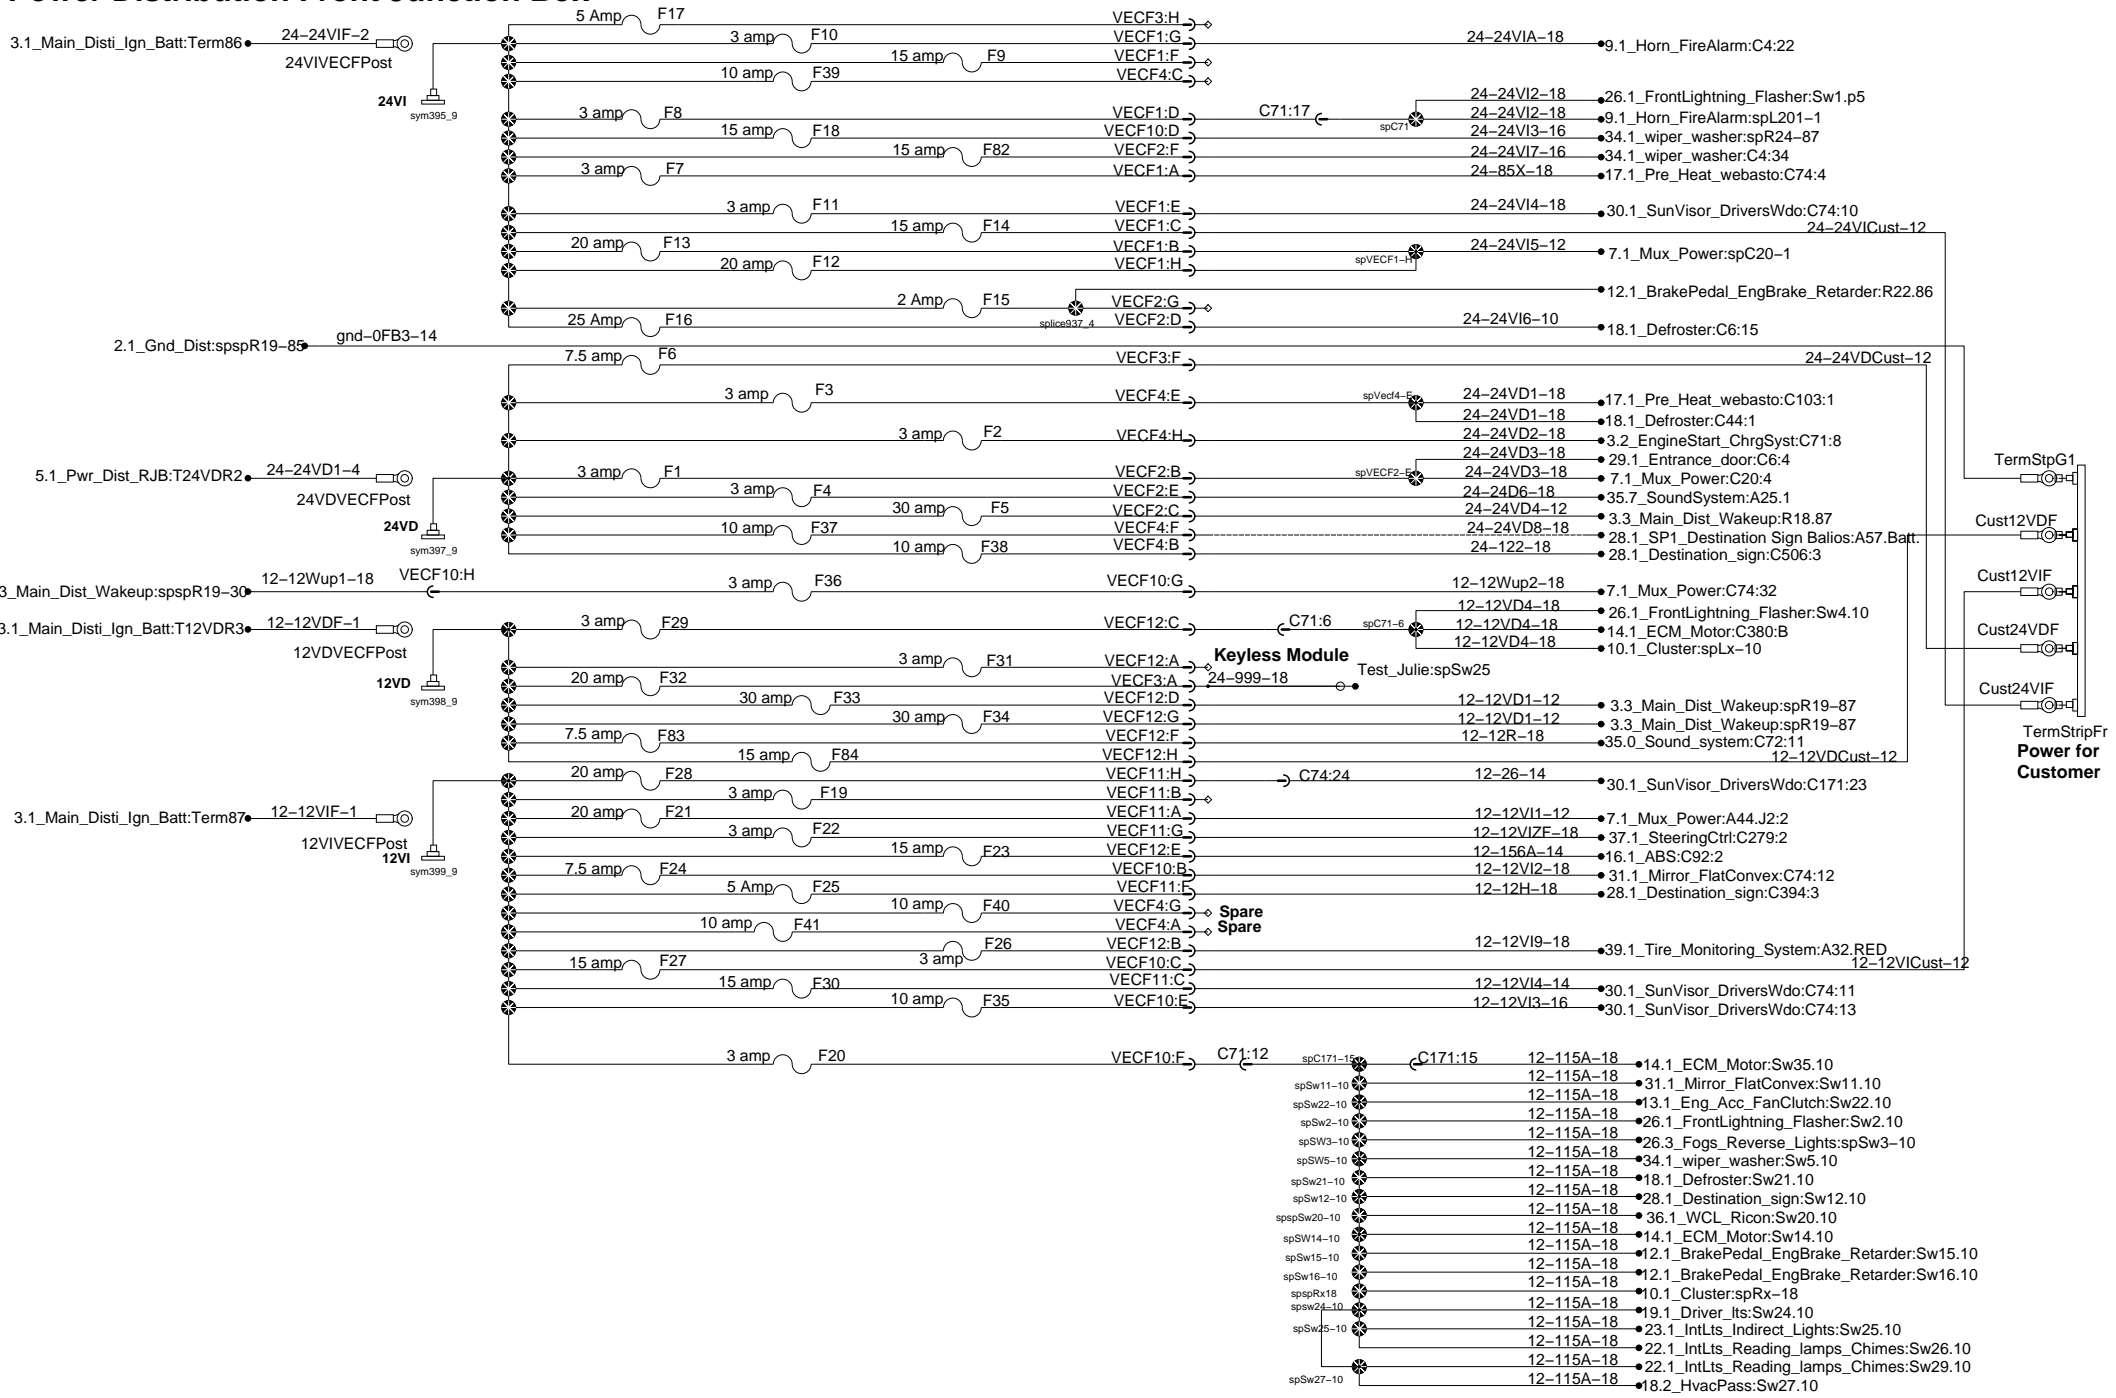 5 Amp F17 VECF3:H
3.1_Main_Disti_Ign_Batt:Term86 24-24VIF-2 3 amp F10 VECF1:G 24-24VIA-18 9.1_Horn_FireAlarm:C4:22
24VIVECFPost 15 amp F9 VECF1:F
10 amp F39 VECF4:C
24VI
sym395_9
24-24VI2-18 26.1_FrontLightning_Flasher:Sw1.p5
3 amp F8 VECF1:D C71:17 spC71 24-24VI2-18 9.1_Horn_FireAlarm:spL201-1
15 amp F18 VECF10:D 24-24VI3-16 34.1_wiper_washer:spR24-87
15 amp F82 VECF2:F 24-24VI7-16 34.1_wiper_washer:C4:34
3 amp F7 VECF1:A 24-85X-18 17.1_Pre_Heat_webasto:C74:4
3 amp F11 VECF1:E 24-24VI4-18 30.1_SunVisor_DriversWdo:C74:10
15 amp F14 VECF1:C 24-24VICust-12
20 amp F13 VECF1:B 24-24VI5-12 7.1_Mux_Power:spC20-1
20 amp F12 VECF1:H spVECF1-H
12.1_BrakePedal_EngBrake_Retarder:R22.86
2 Amp F15 splice937_4 VECF2:G
25 Amp F16 VECF2:D 24-24VI6-10 18.1_Defroster:C6:15
2.1_Gnd_Dist:spspR19-85 gnd-0FB3-14
7.5 amp F6 VECF3:F 24-24VDCust-12
3 amp F3 VECF4:E spVecf4-E 24-24VD1-18 17.1_Pre_Heat_webasto:C103:1
24-24VD1-18 18.1_Defroster:C44:1
3 amp F2 VECF4:H 24-24VD2-18 3.2_EngineStart_ChrgSyst:C71:8
24-24VD3-18 29.1_Entrance_door:C6:4
TermStpG1
5.1_Pwr_Dist_RJB:T24VDR2 24-24VD1-4 3 amp F1 VECF2:B spVECF2-E 24-24VD3-18 7.1_Mux_Power:C20:4
24VDVECFPost 3 amp F4 VECF2:E 24-24D6-18 35.7_SoundSystem:A25.1
30 amp F5 VECF2:C 24-24VD4-12 3.3_Main_Dist_Wakeup:R18.87
24VD 10 amp F37 VECF4:F 24-24VD8-18 28.1_SP1_Destination Sign Balios:A57.Batt. Cust12VDF
sym397_9 10 amp F38 VECF4:B 24-122-18 28.1_Destination_sign:C506:3
3_Main_Dist_Wakeup:spspR19-30 12-12Wup1-18 VECF10:H 3 amp F36 VECF10:G 12-12Wup2-18 7.1_Mux_Power:C74:32 Cust12VIF
12-12VD4-18 26.1_FrontLightning_Flasher:Sw4.10
3.1_Main_Disti_Ign_Batt:T12VDR3 12-12VDF-1 3 amp F29 VECF12:C C71:6 spC71-6 12-12VD4-18 14.1_ECM_Motor:C380:B Cust24VDF
12VDVECFPost 12-12VD4-18 10.1_Cluster:spLx-10
3 amp F31 VECF12:A Keyless Module
12VD 20 amp F32 VECF3:A 24-999-18 Test_Julie:spSw25
sym398_9 30 amp F33 VECF12:D 12-12VD1-12 3.3_Main_Dist_Wakeup:spR19-87 Cust24VIF
30 amp F34 VECF12:G 12-12VD1-12 3.3_Main_Dist_Wakeup:spR19-87
7.5 amp F83 VECF12:F 12-12R-18 35.0_Sound_system:C72:11 TermStripFr
15 amp F84 VECF12:H 12-12VDCust-12
Power for
Customer
20 amp F28 VECF11:H C74:24 12-26-14 30.1_SunVisor_DriversWdo:C171:23
3 amp F19 VECF11:B
3.1_Main_Disti_Ign_Batt:Term87 12-12VIF-1 20 amp F21 VECF11:A 12-12VI1-12 7.1_Mux_Power:A44.J2:2
12VIVECFPost 3 amp F22 VECF11:G 12-12VIZF-18 37.1_SteeringCtrl:C279:2
12VI 15 amp F23 VECF12:E 12-156A-14 16.1_ABS:C92:2
sym399_9 7.5 amp F24 VECF10:B 12-12VI2-18 31.1_Mirror_FlatConvex:C74:12
5 Amp F25 VECF11:F 12-12H-18 28.1_Destination_sign:C394:3
10 amp F40 VECF4:G Spare
10 amp F41 VECF4:A Spare
3 amp F26 VECF12:B 12-12VI9-18 39.1_Tire_Monitoring_System:A32.RED
15 amp F27 VECF10:C 12-12VICust-12
15 amp F30 VECF11:C 12-12VI4-14 30.1_SunVisor_DriversWdo:C74:11
10 amp F35 VECF10:E 12-12VI3-16 30.1_SunVisor_DriversWdo:C74:13
3 amp F20 VECF10:F C71:12 spC171-15 C171:15 12-115A-18 14.1_ECM_Motor:Sw35.10
spSw11-10 12-115A-18 31.1_Mirror_FlatConvex:Sw11.10
spSw22-10 12-115A-18 13.1_Eng_Acc_FanClutch:Sw22.10
spSw2-10 12-115A-18 26.1_FrontLightning_Flasher:Sw2.10
spSW3-10 12-115A-18 26.3_Fogs_Reverse_Lights:spSw3-10
spSW5-10 12-115A-18 34.1_wiper_washer:Sw5.10
spSw21-10 12-115A-18 18.1_Defroster:Sw21.10
spSw12-10 12-115A-18 28.1_Destination_sign:Sw12.10
spspSw20-10 12-115A-18 36.1_WCL_Ricon:Sw20.10
spSW14-10 12-115A-18 14.1_ECM_Motor:Sw14.10
spSw15-10 12-115A-18 12.1_BrakePedal_EngBrake_Retarder:Sw15.10
spSw16-10 12-115A-18 12.1_BrakePedal_EngBrake_Retarder:Sw16.10
spspRx18 12-115A-18 10.1_Cluster:spRx-18
spsw24-10 12-115A-18 19.1_Driver_lts:Sw24.10
spSw25-10 12-115A-18 23.1_IntLts_Indirect_Lights:Sw25.10
12-115A-18 22.1_IntLts_Reading_lamps_Chimes:Sw26.10
12-115A-18 22.1_IntLts_Reading_lamps_Chimes:Sw29.10
spSw27-10 12-115A-18 18.2_HvacPass:Sw27.10